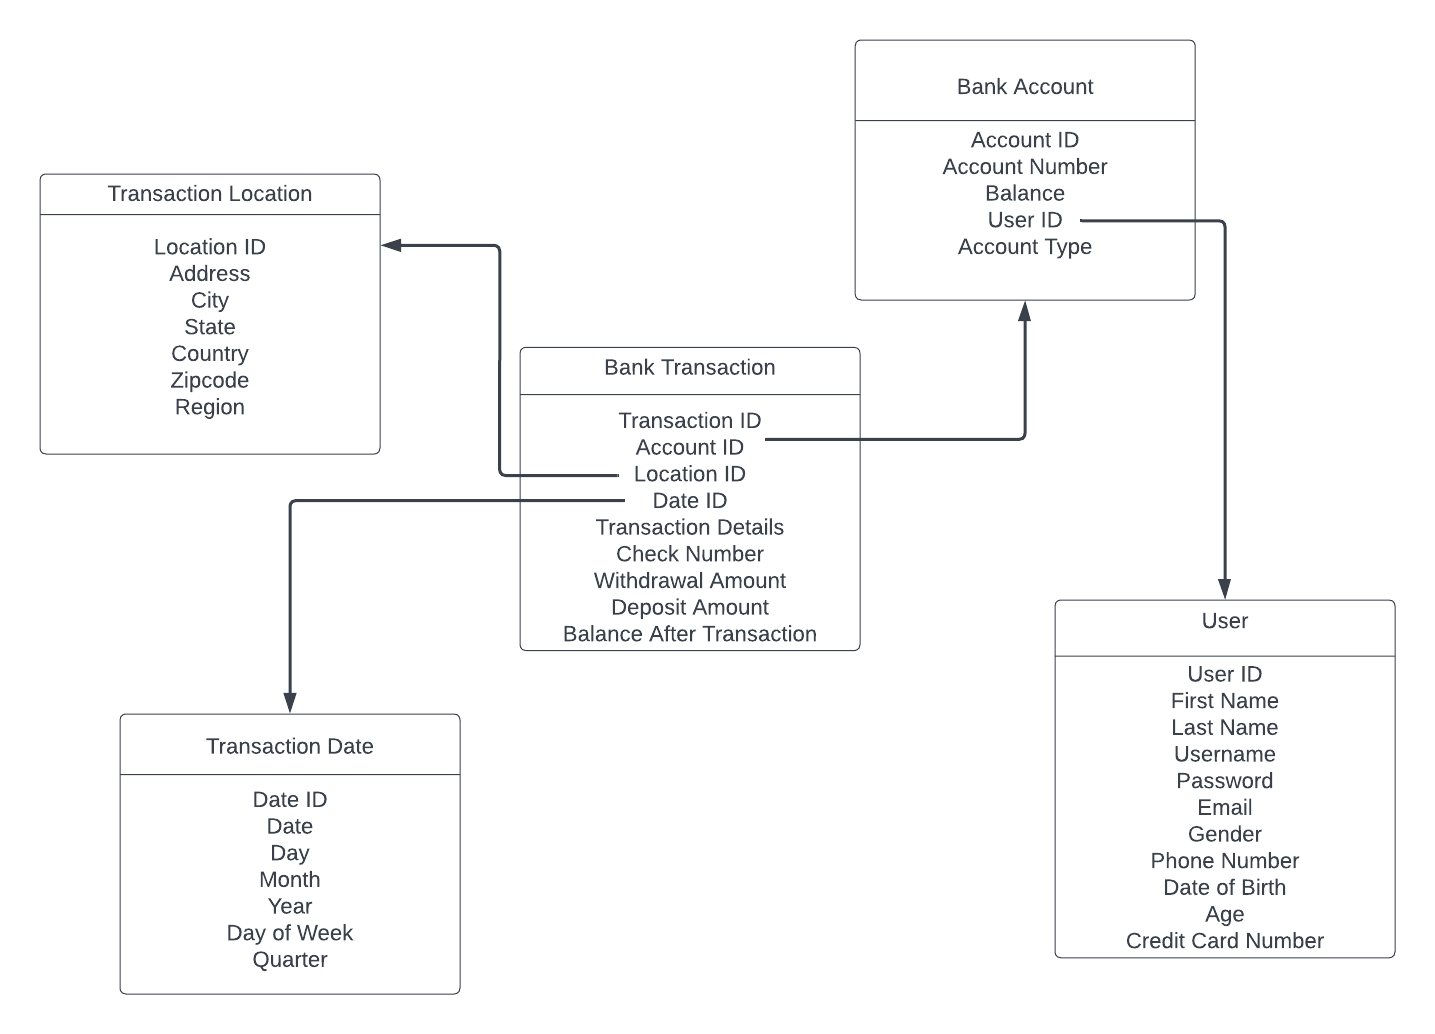 Bank Account
Account ID
Account Number
Balance
User ID
Account Type
Transaction Location
Location ID
Address
City
State
Country
Zipcode
Region
Bank Transaction
Transaction ID
Account ID
Location ID
Date ID
Transaction Details
Check Number
Withdrawal Amount
Deposit Amount
Balance After Transaction
User
User ID
First Name
Last Name
Username
Password
Email
Gender
Phone Number
Date of Birth
Age
Credit Card Number
Transaction Date
Date ID
Date
Day
Month
Year
Day of Week
Quarter